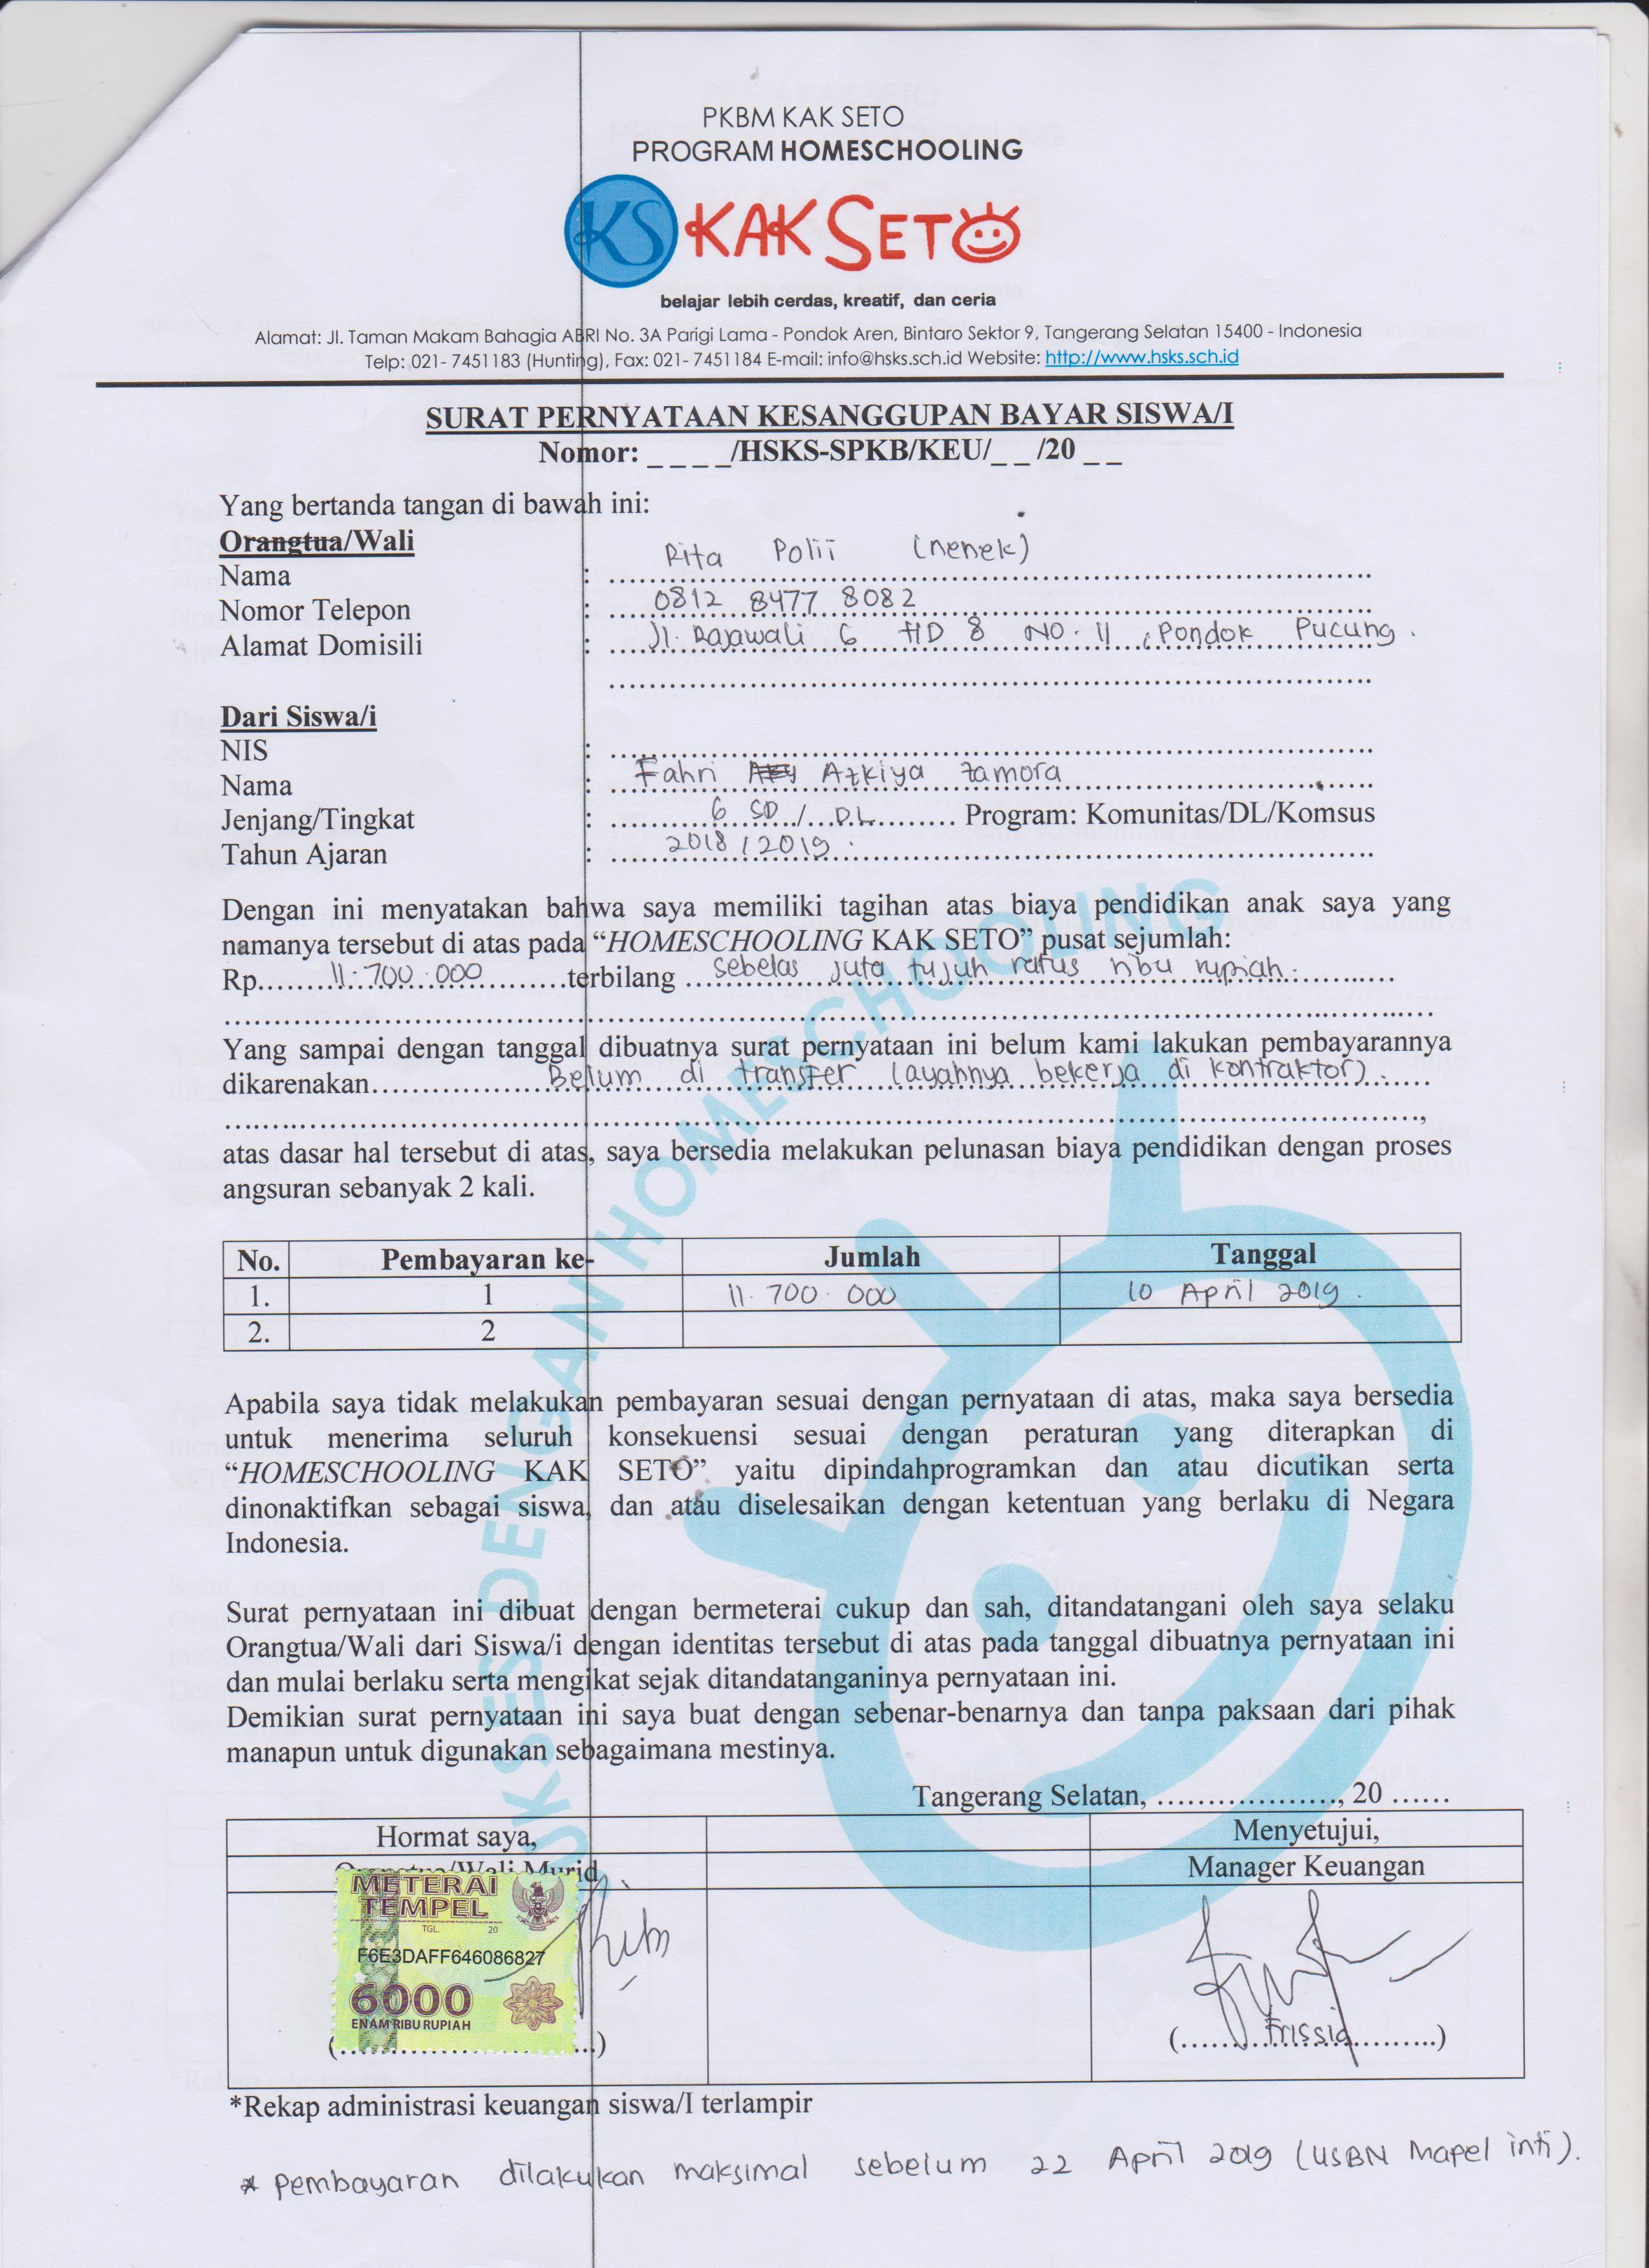 PKBM KAK SETO
PROGRAM HOMESCHOOLING
KS KAK SETO
belajar lebih cerdas, kreatif, dan ceria
Alamat: Jl. Taman Makam Bahagia ABRI No. 3A Parigi Lama - Pondok Aren, Bintaro Sektor 9, Tangerang Selatan 15400 - Indonesia
Telp: 021- 7451183 (Hunting), Fax: 021- 7451184 E-mail: info@hsks.sch.id Website: http://www.hsks.sch.id
SURAT PERNYATAAN KESANGGUPAN BAYAR SISWA/I
Nomor: _ _ _ _/HSKS-SPKB/KEU/_ _ /20 _ _
Yang bertanda tangan di bawah ini:
Orangtua/Wali
Nama : Rita Polii (nenek)
Nomor Telepon : 0812 8477 8082
Alamat Domisili : Jl. Rajawali 6 HD 8 NO. 11, Pondok Pucung.
Dari Siswa/i
NIS :
Nama : Fahri Azkiya Zamora
Jenjang/Tingkat : 6 SD / DL Program: Komunitas/DL/Komsus
Tahun Ajaran : 2018 / 2019.
Dengan ini menyatakan bahwa saya memiliki tagihan atas biaya pendidikan anak saya yang
namanya tersebut di atas pada “HOMESCHOOLING KAK SETO” pusat sejumlah:
Rp. 11.700.000 terbilang sebelas juta tujuh ratus ribu rupiah.
Yang sampai dengan tanggal dibuatnya surat pernyataan ini belum kami lakukan pembayarannya
dikarenakan Belum di transfer (ayahnya bekerja di kontraktor).
,
atas dasar hal tersebut di atas, saya bersedia melakukan pelunasan biaya pendidikan dengan proses
angsuran sebanyak 2 kali.
No. Pembayaran ke- Jumlah Tanggal
1. 1 11.700.000 10 April 2019.
2. 2
Apabila saya tidak melakukan pembayaran sesuai dengan pernyataan di atas, maka saya bersedia
untuk menerima seluruh konsekuensi sesuai dengan peraturan yang diterapkan di
“HOMESCHOOLING KAK SETO” yaitu dipindahprogramkan dan atau dicutikan serta
dinonaktifkan sebagai siswa, dan atau diselesaikan dengan ketentuan yang berlaku di Negara
Indonesia.
Surat pernyataan ini dibuat dengan bermeterai cukup dan sah, ditandatangani oleh saya selaku
Orangtua/Wali dari Siswa/i dengan identitas tersebut di atas pada tanggal dibuatnya pernyataan ini
dan mulai berlaku serta mengikat sejak ditandatanganinya pernyataan ini.
Demikian surat pernyataan ini saya buat dengan sebenar-benarnya dan tanpa paksaan dari pihak
manapun untuk digunakan sebagaimana mestinya.
Tangerang Selatan, ...................., 20 ......
Hormat saya, Menyetujui,
Orangtua/Wali Murid Manager Keuangan
METERAI
TEMPEL
TGL. 20
F6E3DAFF646086827
6000
ENAM RIBU RUPIAH
(..............................) (........Frissia........)
*Rekap administrasi keuangan siswa/I terlampir
* Pembayaran dilakukan maksimal sebelum 22 April 2019 (USBN Mapel inti).
SUKSES DENGAN HOMESCHOOLING